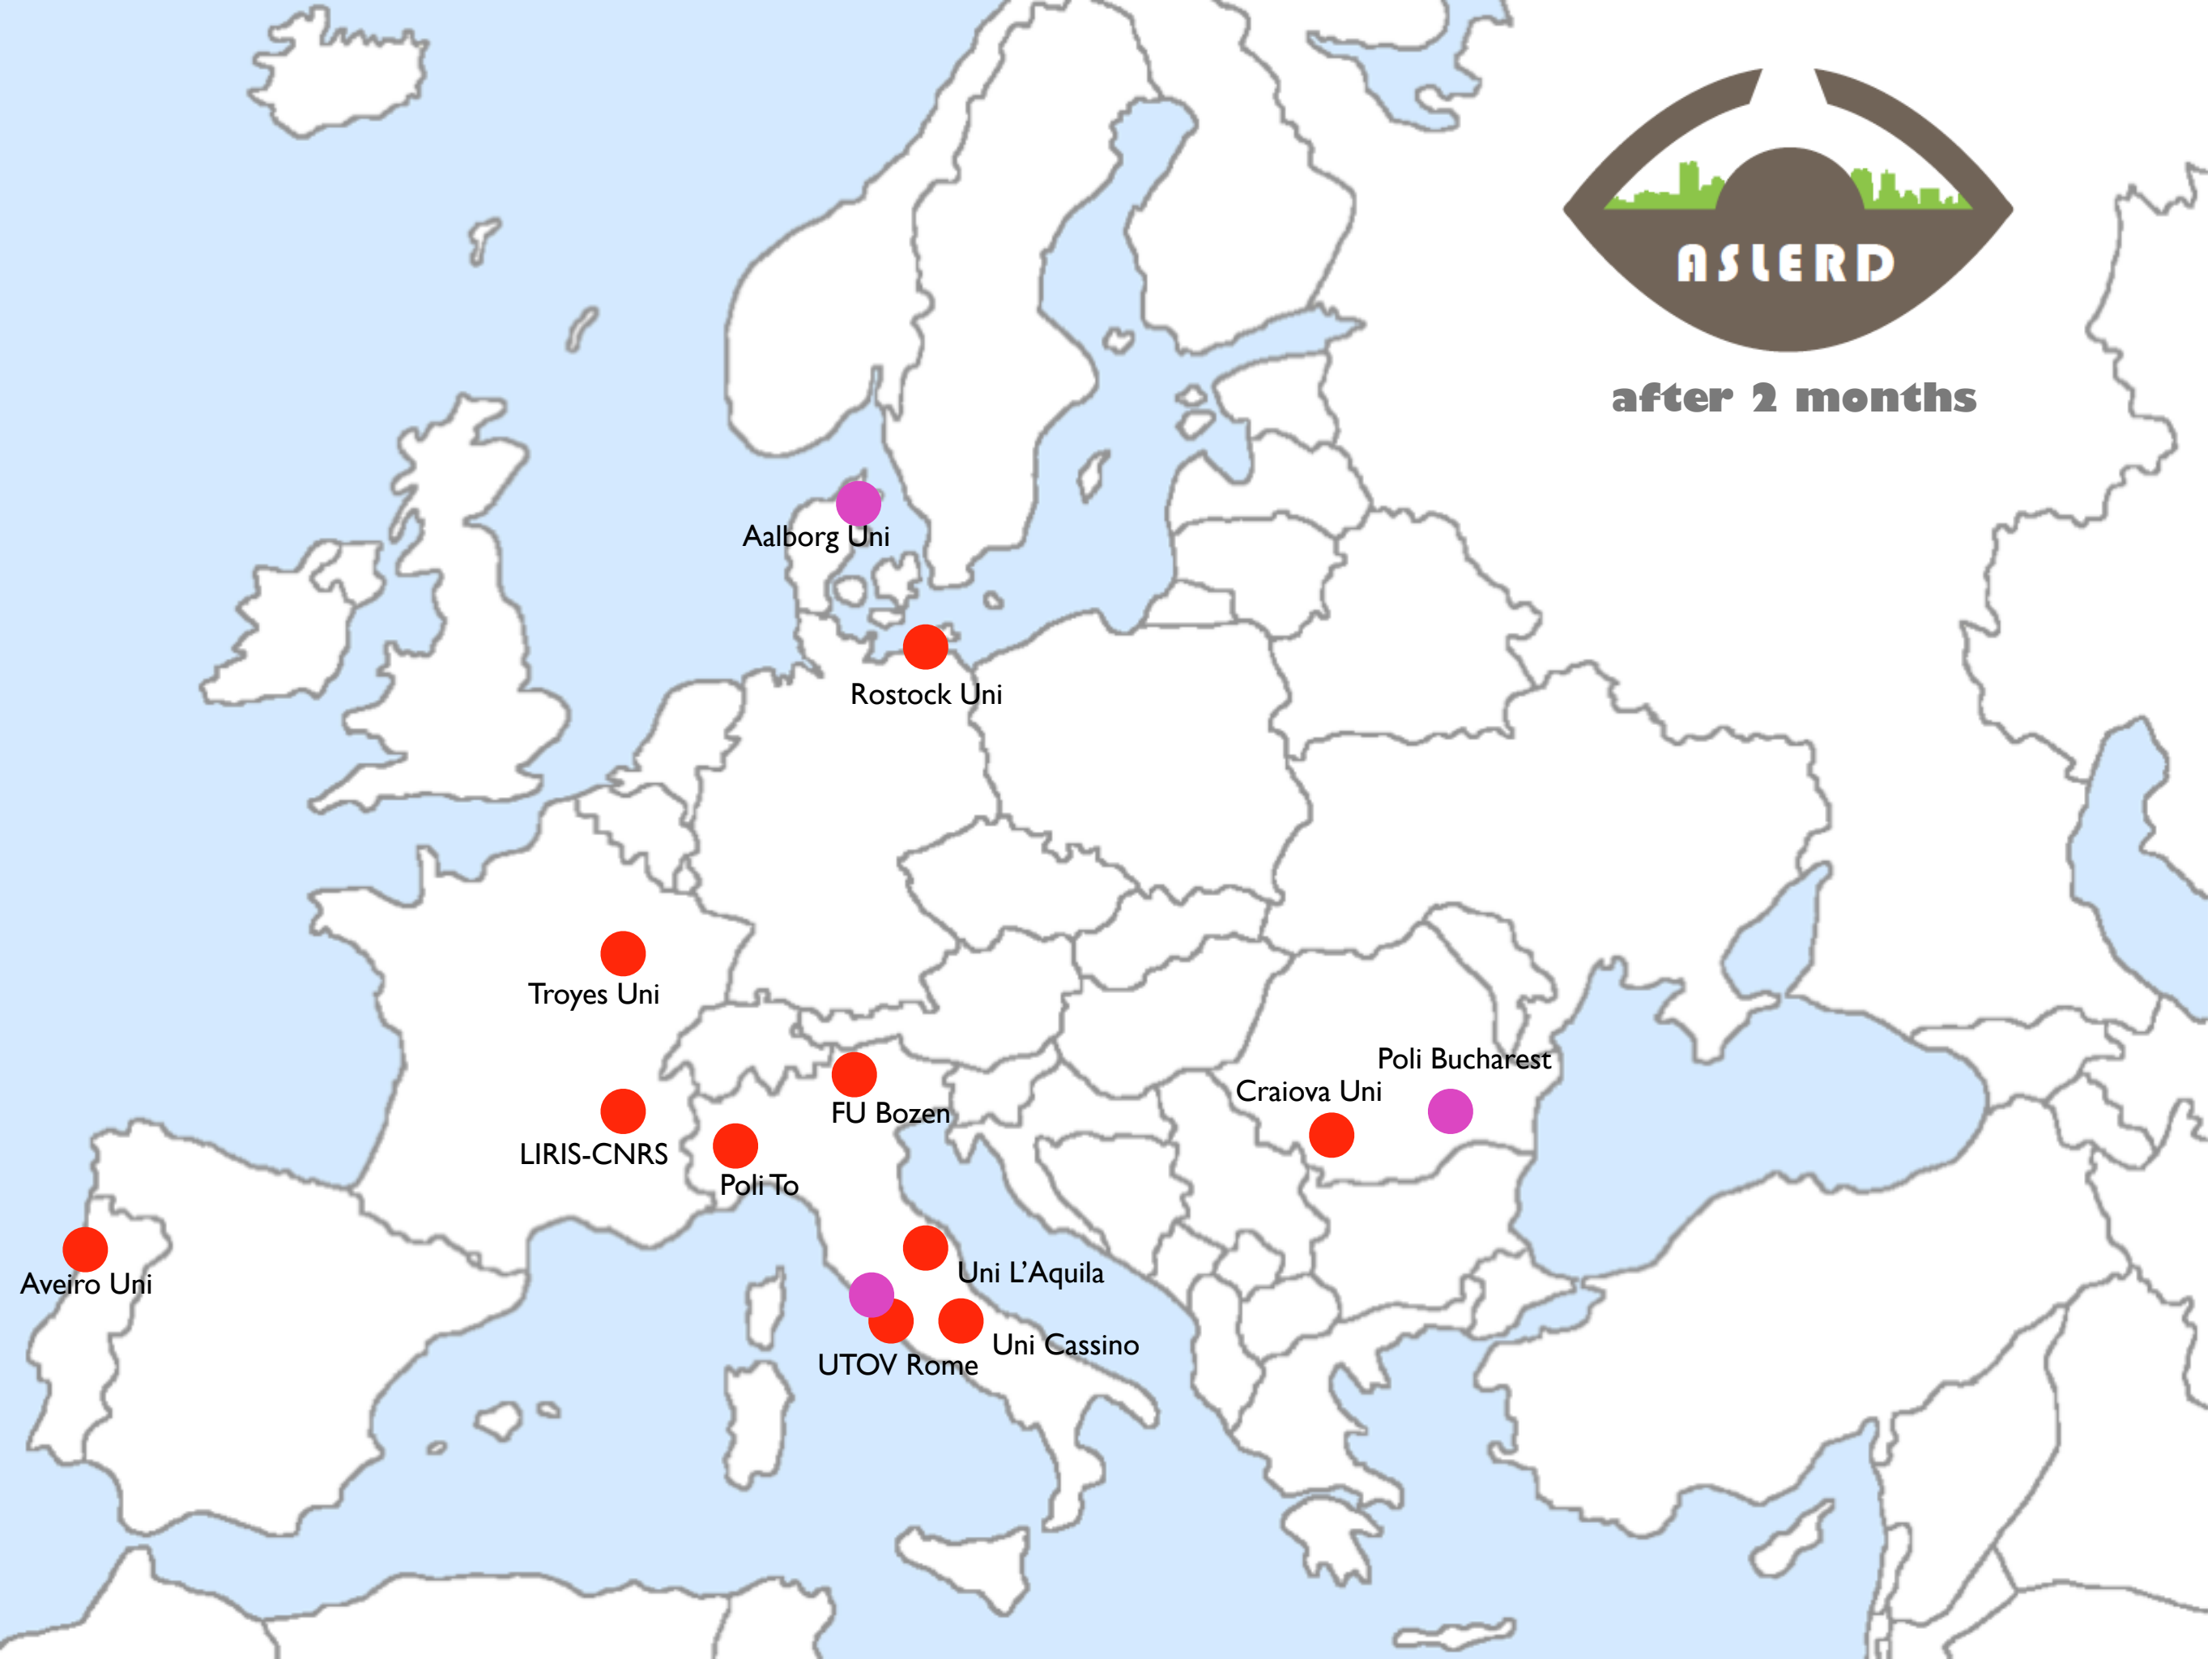 ASLERD
after 2 months
Aalborg Uni
Rostock Uni
Troyes Uni
Poli Bucharest
Craiova Uni
FU Bozen
LIRIS-CNRS
Poli To
Uni L’Aquila
Aveiro Uni
Uni Cassino
UTOV Rome